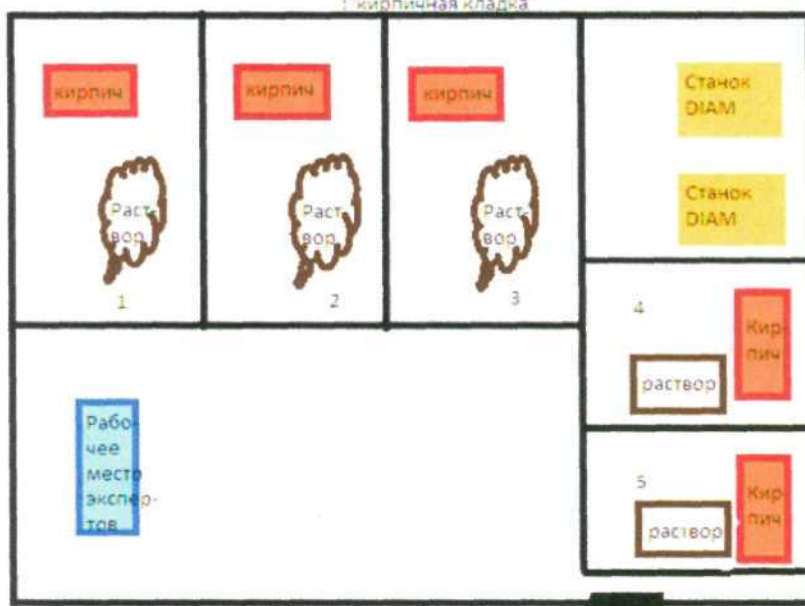 1 кирпичная кладка
кирпич
кирпич
кирпич
Станок
DIAM
Станок
DIAM
Раст-
вор
Раст
вор
Раст-
вор
1
2
3
4
Кир-
пич
раствор
5
Кир-
пич
раствор
Рабо-
чее
место
экспер-
тов